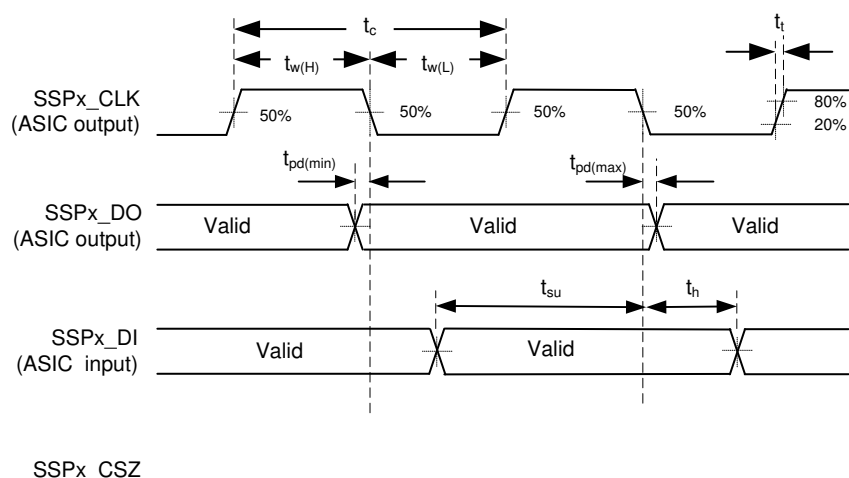 t_c
t_t
t_w(H)
t_w(L)
SSPx_CLK
(ASIC output)
50%
50%
50%
50%
80%
20%
t_pd(min)
t_pd(max)
SSPx_DO
(ASIC output)
Valid
Valid
Valid
t_su
t_h
SSPx_DI
(ASIC input)
Valid
Valid
SSPx_CSZ